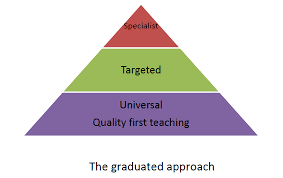 Specialist
Targeted
Universal
Quality first teaching
The graduated approach